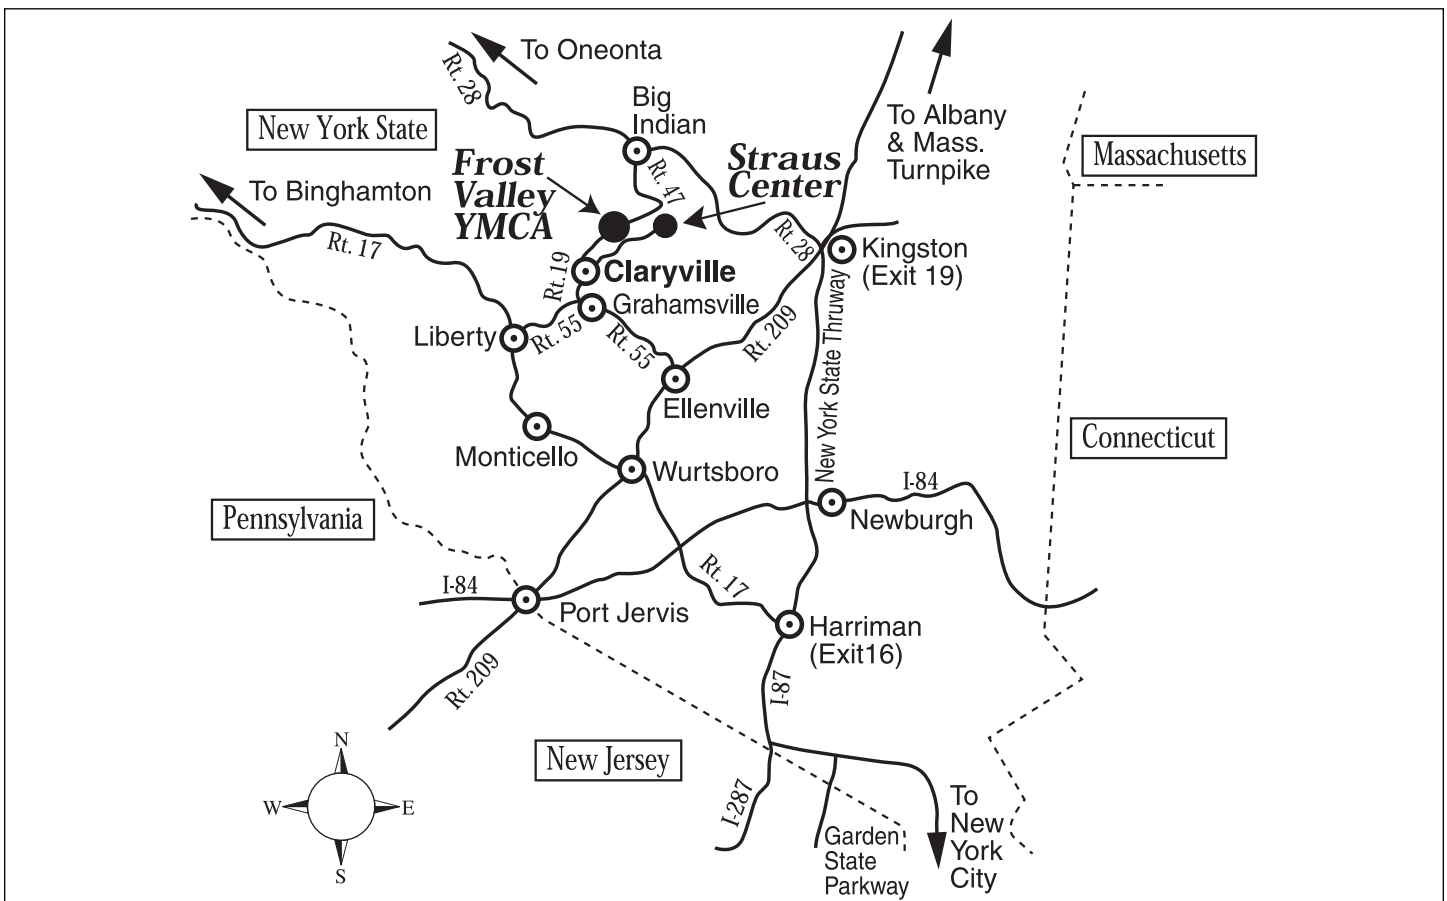 To Oneonta
Rt. 28
Big
Indian
To Albany
& Mass.
Turnpike
New York State
Massachusetts
Frost
Valley
YMCA
Straus
Center
Rt. 47
To Binghamton
Rt. 17
Rt. 28
Kingston
(Exit 19)
Rt.19
Claryville
Grahamsville
Liberty
Rt. 55
Rt. 55
Rt. 209
New York State Thruway
Ellenville
Connecticut
Monticello
Wurtsboro
I-84
Pennsylvania
Newburgh
I-84
Rt. 17
Port Jervis
Harriman
(Exit16)
Rt. 209
I-87
New Jersey
N
W
E
S
I-287
Garden
State
Parkway
To
New
York
City